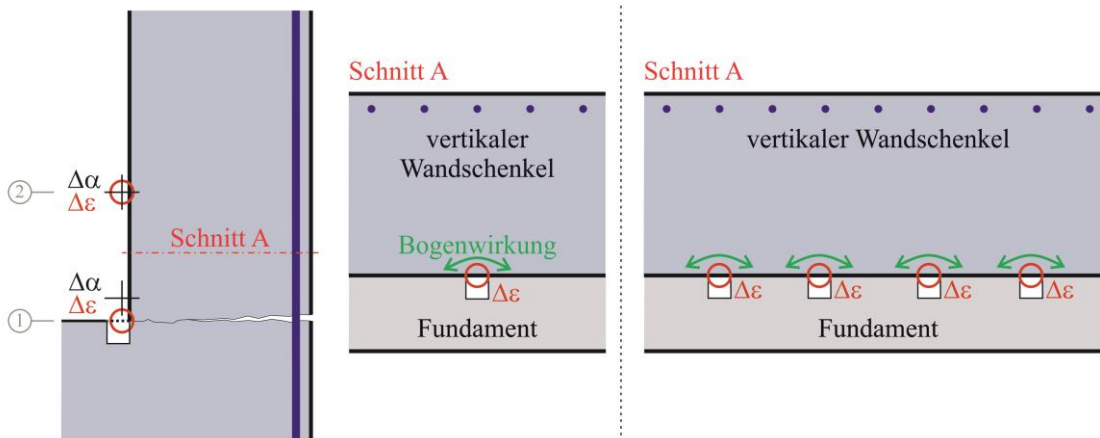 2
Δα
Δε
Schnitt A
Δα
Δε
1
Schnitt A
vertikaler
Wandschenkel
Bogenwirkung
Δε
Fundament
Schnitt A
vertikaler Wandschenkel
Δε
Δε
Δε
Δε
Fundament